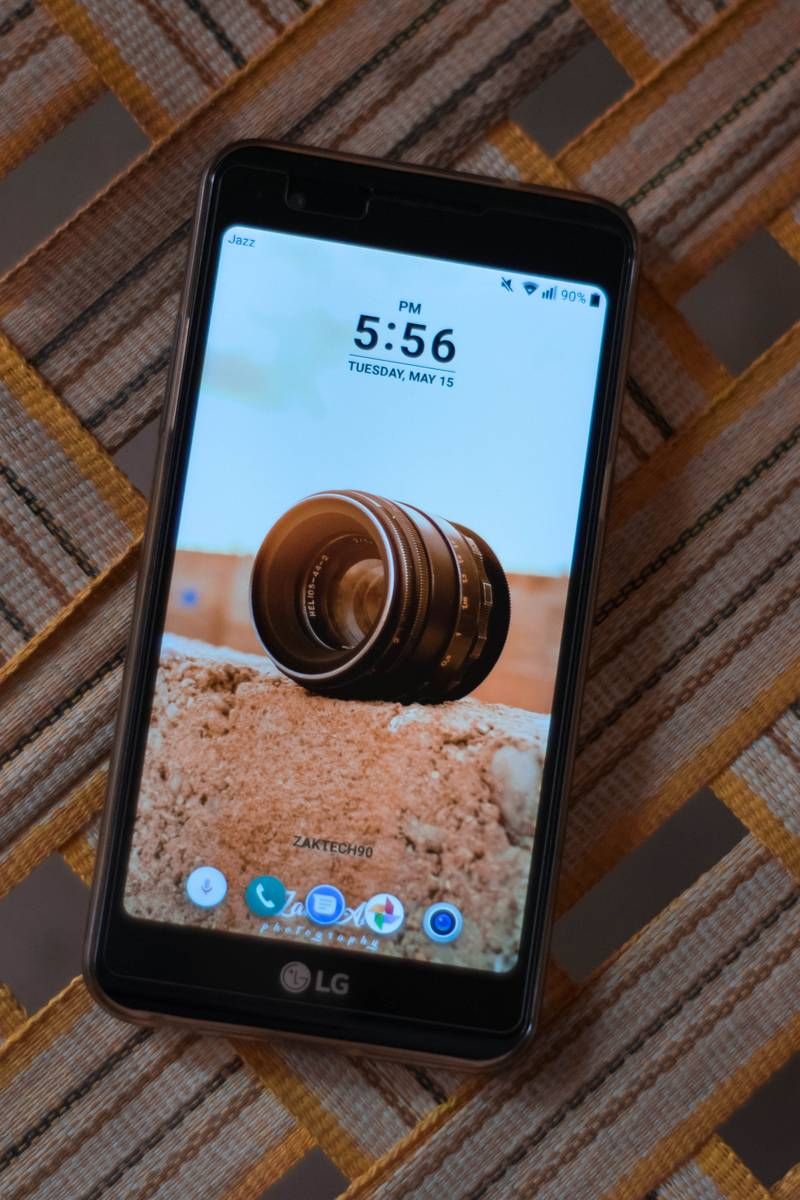 Jazz
90%
PM
5:56
TUESDAY, MAY 15
HELIOS-44-2
ZAKTECH90
photography
LG